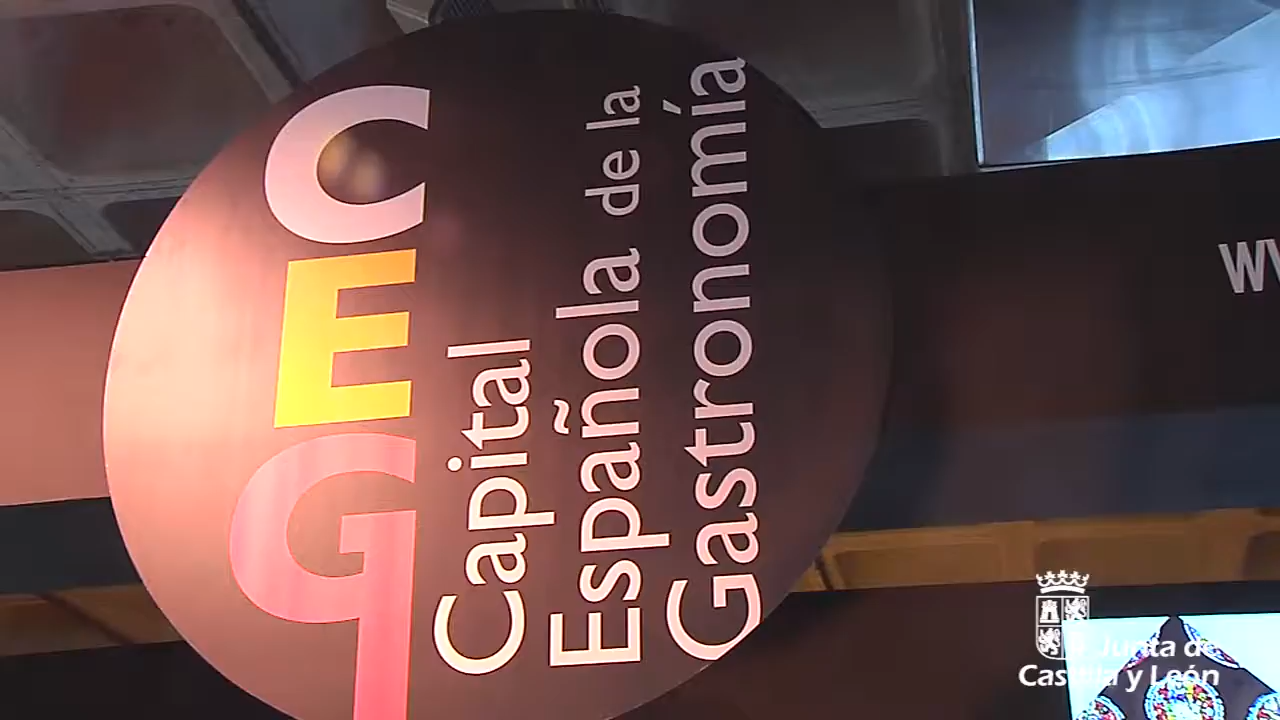 CEG
Capital
Española de la
Gastronomía
Junta de
Castilla y León